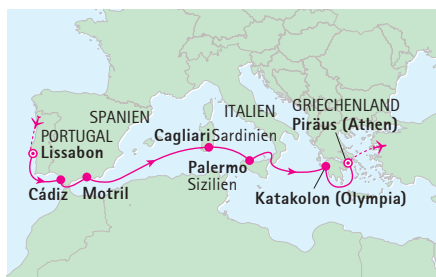 SPANIEN
PORTUGAL
Lissabon
Cádiz
Motril
ITALIEN
Cagliari Sardinien
Palermo
Sizilien
GRIECHENLAND
Piräus (Athen)
Katakolon (Olympia)